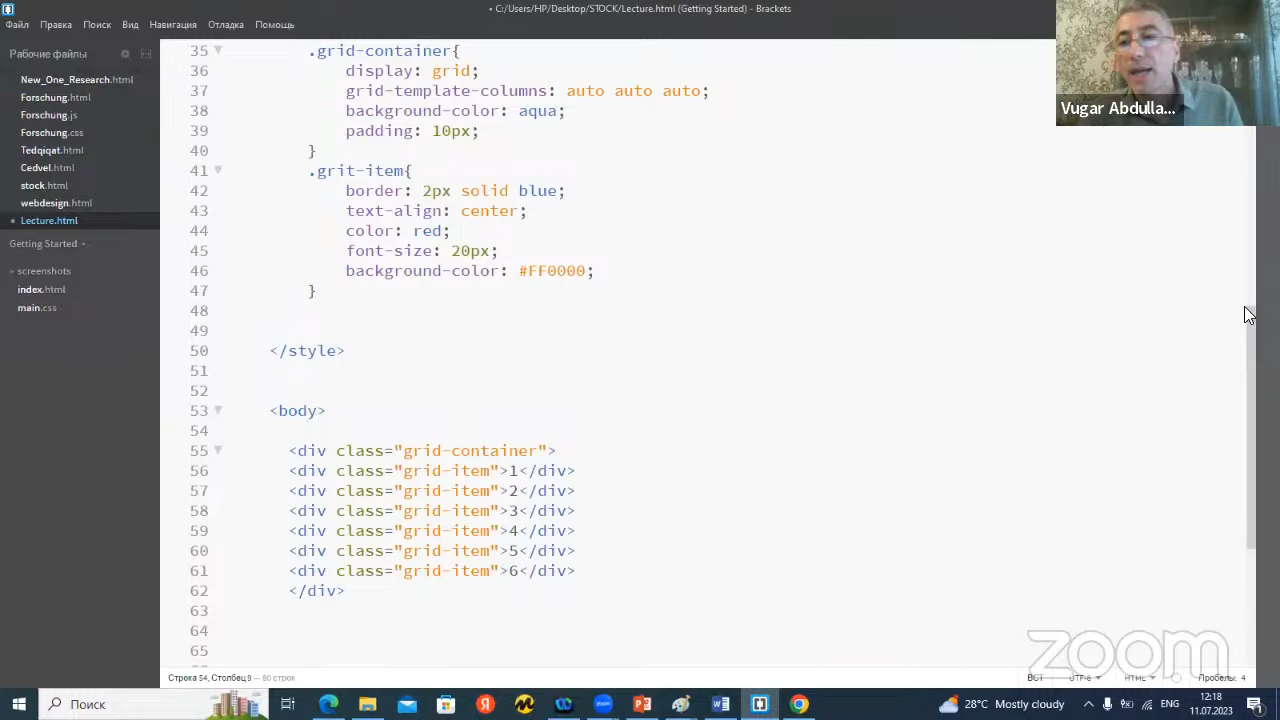 • C:/Users/HP/Desktop/STOCK/Lecture.html (Getting Started) - Brackets
Файл Правка Поиск Вид Навигация Отладка Помощь
Рабочие файлы
New_One_Research.html
Forschung.html
Forschung.js
Forschung.css
Tedqiqat.html
Cedvel.html
stock.html
webdesign.html
Lecture.html
Getting Started
screenshots
index.html
main.css
35 .grid-container{
36 display: grid;
37 grid-template-columns: auto auto auto;
38 background-color: aqua;
39 padding: 10px;
40 }
41 .grit-item{
42 border: 2px solid blue;
43 text-align: center;
44 color: red;
45 font-size: 20px;
46 background-color: #FF0000;
47 }
48
49
50 </style>
51
52
53 <body>
54
55 <div class="grid-container">
56 <div class="grid-item">1</div>
57 <div class="grid-item">2</div>
58 <div class="grid-item">3</div>
59 <div class="grid-item">4</div>
60 <div class="grid-item">5</div>
61 <div class="grid-item">6</div>
62 </div>
63
64
65
Vugar Abdulla...
zoom
Строка 54, Столбец 9 — 80 строк
ВСТ UTF-8 HTML Пробелы: 4
Поиск
28°C Mostly cloudy
ENG
12:18
11.07.2023